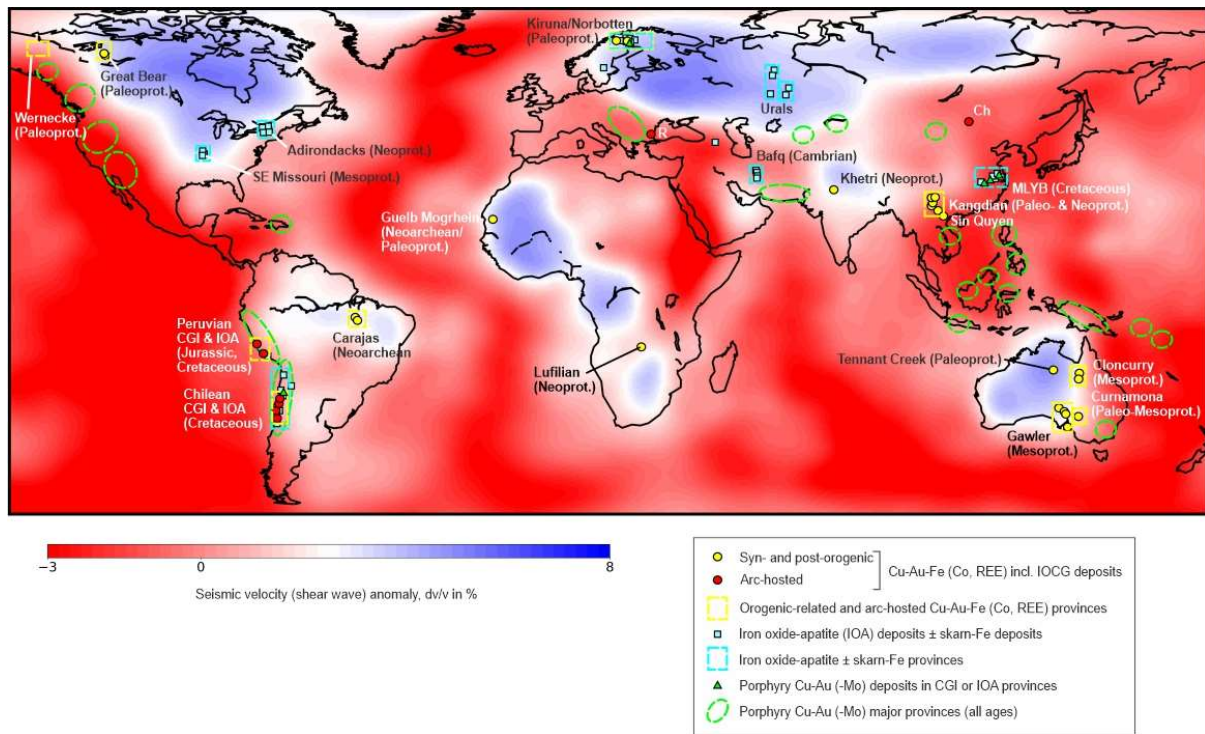 Kiruna/Norbotten
(Paleoprot.)
Great Bear
(Paleoprot.)
Wernecke
(Paleoprot.)
Adirondacks (Neoprot.)
SE Missouri (Mesoprot.)
Urals
R
Ch
Bafq (Cambrian)
Khetri (Neoprot.)
MLYB (Cretaceous)
Kangdian (Paleo- & Neoprot.)
Sin Quyen
Guelb Moghrein
(Neoarchean/
Paleoprot.)
Peruvian
CGI & IOA
(Jurassic,
Cretaceous)
Carajas
(Neoarchean
Chilean
CGI & IOA
(Cretaceous)
Lufilian
(Neoprot.)
Tennant Creek (Paleoprot.)
Cloncurry
(Mesoprot.)
Curnamona
(Paleo-Mesoprot.)
Gawler
(Mesoprot.)
−3
0
8
Seismic velocity (shear wave) anomaly, dv/v in %
Syn- and post-orogenic
Arc-hosted
Cu-Au-Fe (Co, REE) incl. IOCG deposits
Orogenic-related and arc-hosted Cu-Au-Fe (Co, REE) provinces
Iron oxide-apatite (IOA) deposits ± skarn-Fe deposits
Iron oxide-apatite ± skarn-Fe provinces
Porphyry Cu-Au (-Mo) deposits in CGI or IOA provinces
Porphyry Cu-Au (-Mo) major provinces (all ages)